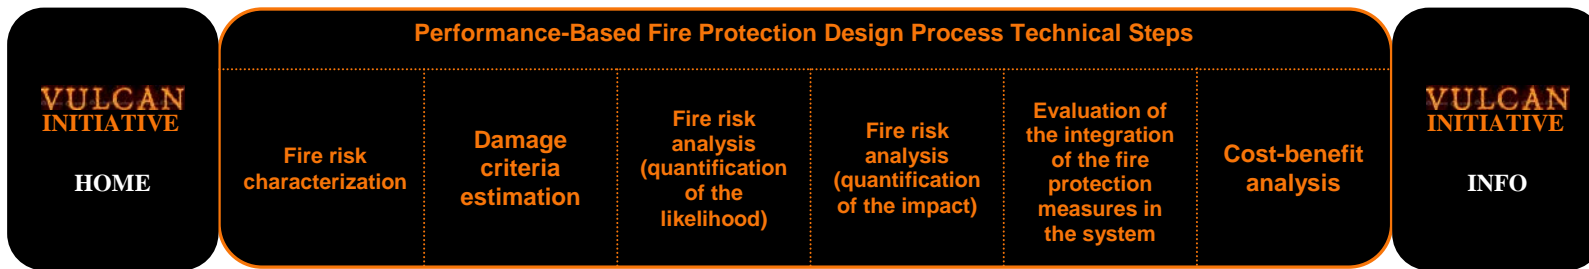 VULCAN
INITIATIVE
HOME
Performance-Based Fire Protection Design Process Technical Steps
Fire risk
characterization
Damage
criteria
estimation
Fire risk
analysis
(quantification
of the
likelihood)
Fire risk
analysis
(quantification
of the impact)
Evaluation of
the integration
of the fire
protection
measures in
the system
Cost-benefit
analysis
VULCAN
INITIATIVE
INFO